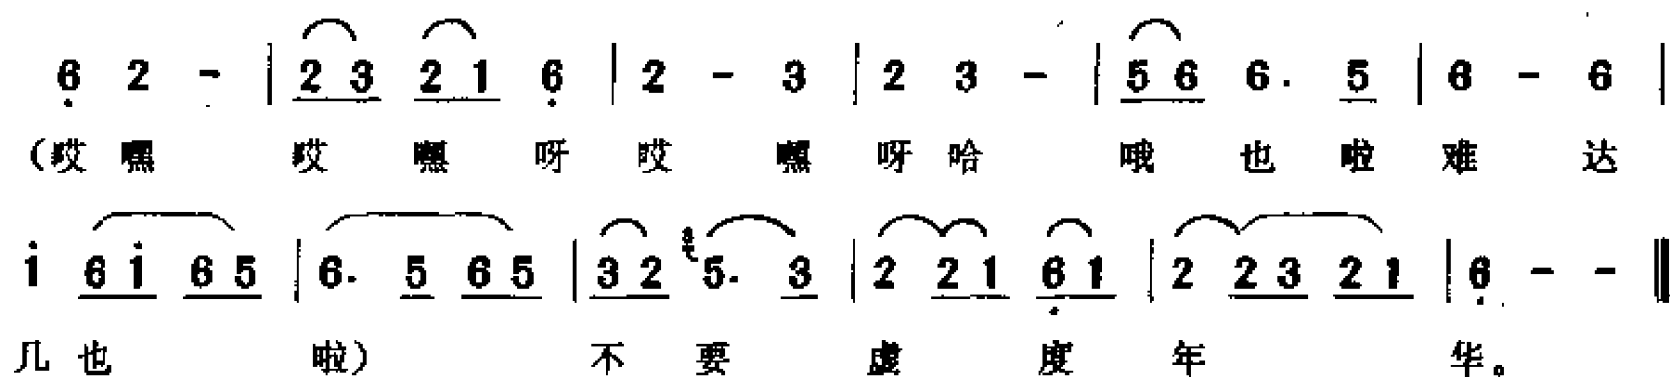 6̣ 2 - | 2 3 2 1 6̣ | 2 - 3 | 2 3 - | 5 6 6. 5 | 6 - 6 |
(哎嘿 哎嘿呀哎嘿呀哈 哦也啦难达
i 6 i 6 5 | 6. 5 6 5 | 3 2 5. 3 | 2 2 1 6̣ 1 | 2 2 3 2 1 | 6̣ - - ‖
几也 啦) 不要虚度年 华。